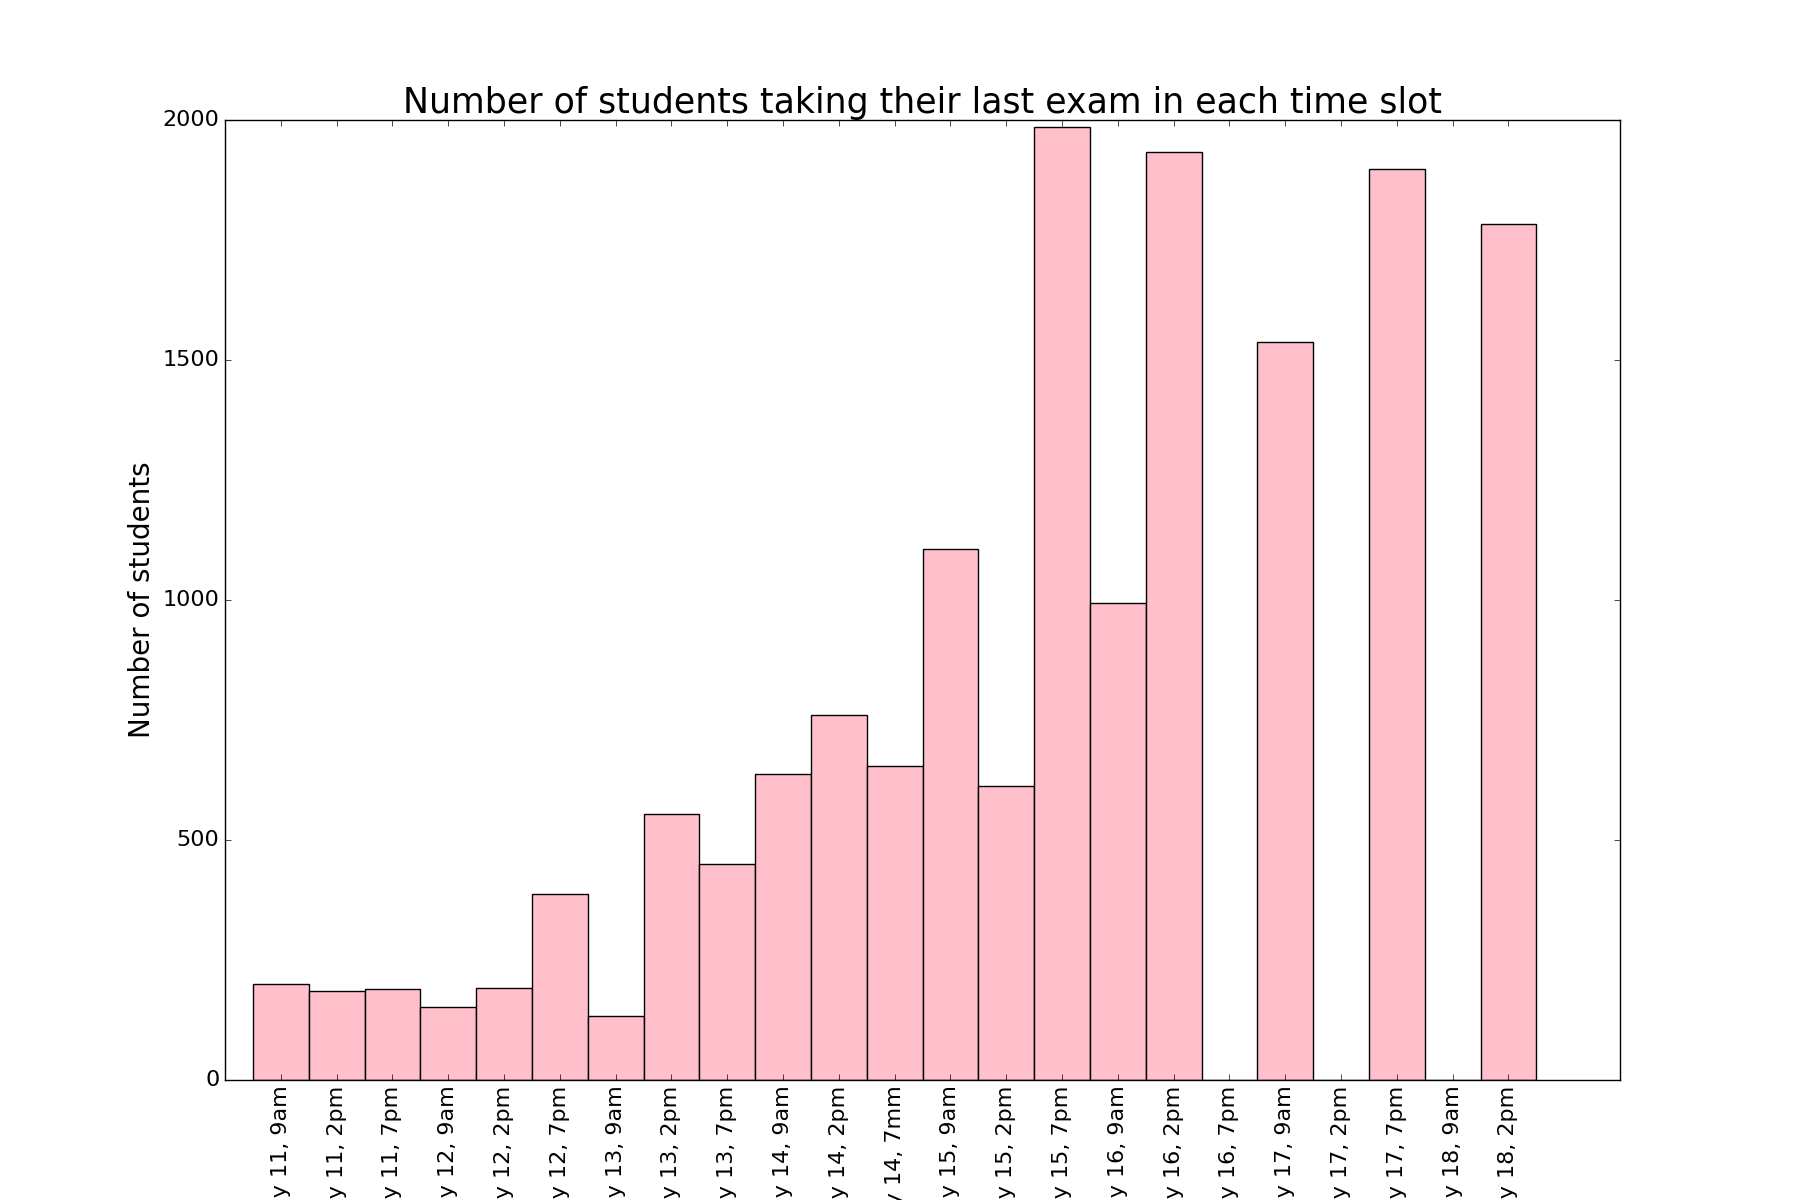 Number of students taking their last exam in each time slot
Number of students
2000
1500
1000
500
0
y 11, 9am
y 11, 2pm
y 11, 7pm
y 12, 9am
y 12, 2pm
y 12, 7pm
y 13, 9am
y 13, 2pm
y 13, 7pm
y 14, 9am
y 14, 2pm
y 14, 7mm
y 15, 9am
y 15, 2pm
y 15, 7pm
y 16, 9am
y 16, 2pm
y 16, 7pm
y 17, 9am
y 17, 2pm
y 17, 7pm
y 18, 9am
y 18, 2pm